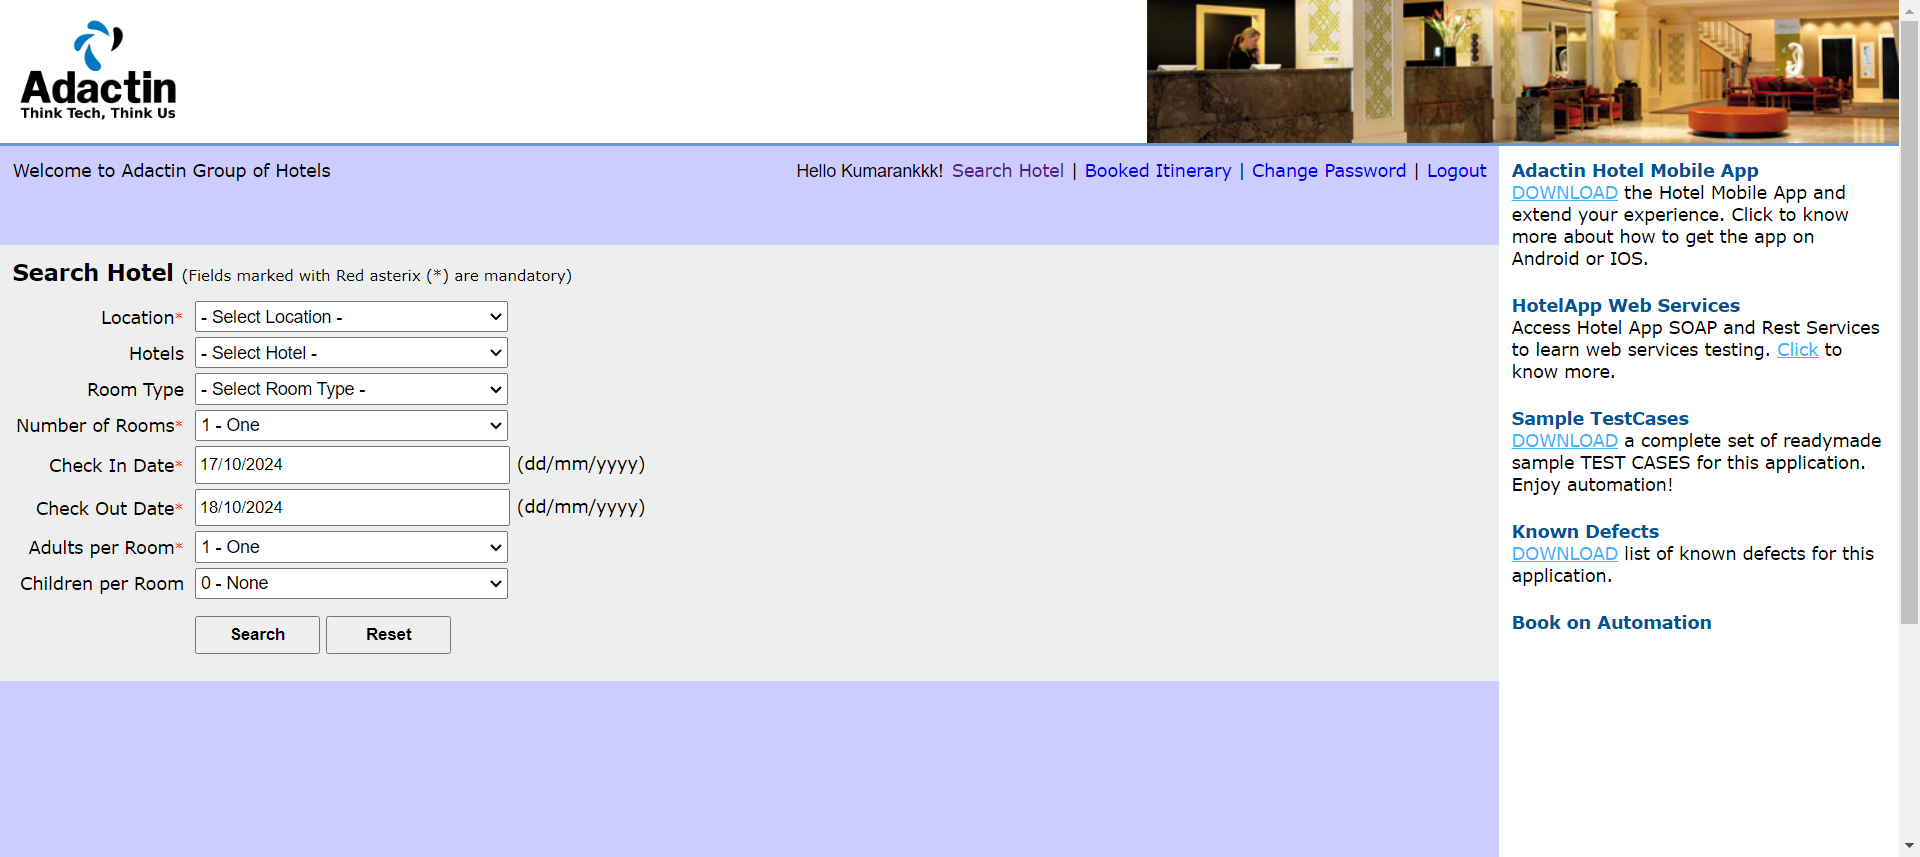 Adactin
Think Tech, Think Us
Welcome to Adactin Group of Hotels
Hello Kumarankkk! Search Hotel | Booked Itinerary | Change Password | Logout
Search Hotel (Fields marked with Red asterix (*) are mandatory)
Location* - Select Location -
Hotels - Select Hotel -
Room Type - Select Room Type -
Number of Rooms* 1 - One
Check In Date* 17/10/2024 (dd/mm/yyyy)
Check Out Date* 18/10/2024 (dd/mm/yyyy)
Adults per Room* 1 - One
Children per Room 0 - None
Search Reset
Adactin Hotel Mobile App
DOWNLOAD the Hotel Mobile App and
extend your experience. Click to know
more about how to get the app on
Android or IOS.
HotelApp Web Services
Access Hotel App SOAP and Rest Services
to learn web services testing. Click to
know more.
Sample TestCases
DOWNLOAD a complete set of readymade
sample TEST CASES for this application.
Enjoy automation!
Known Defects
DOWNLOAD list of known defects for this
application.
Book on Automation